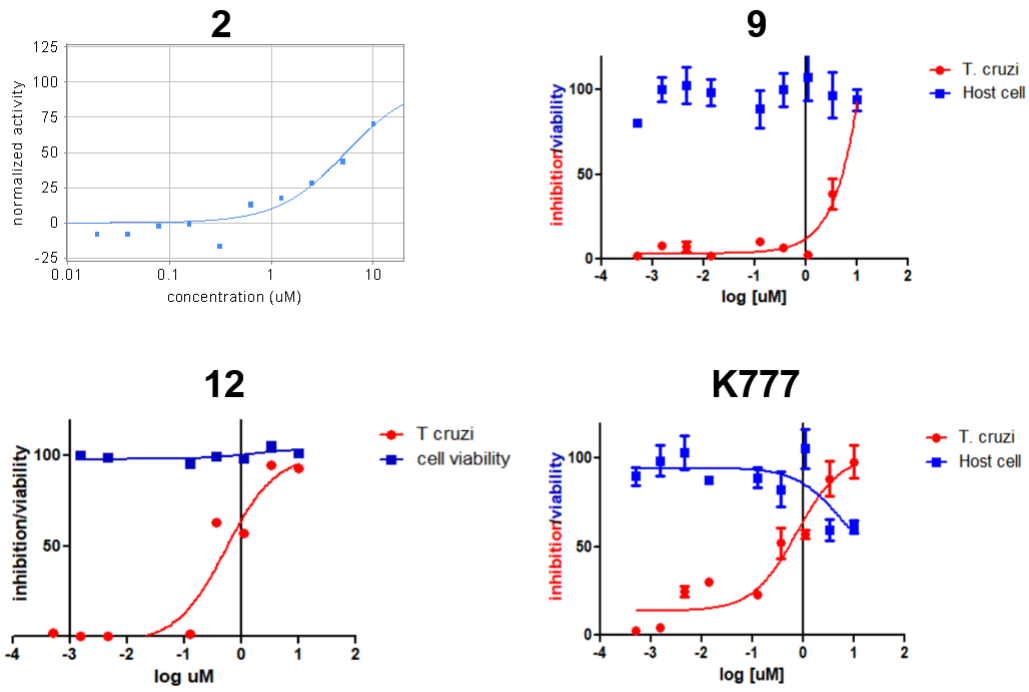 2
125
100
75
50
25
0
-25
0.01
0.1
1
10
normalized activity
concentration (uM)
9
T. cruzi
Host cell
100
50
0
-4
-3
-2
-1
0
1
2
inhibition/viability
log [uM]
12
T cruzi
cell viability
100
50
-4
-3
-2
-1
0
1
2
inhibition/viability
log uM
K777
T. cruzi
Host cell
100
50
0
-4
-3
-2
-1
0
1
2
inhibition/viability
log [uM]